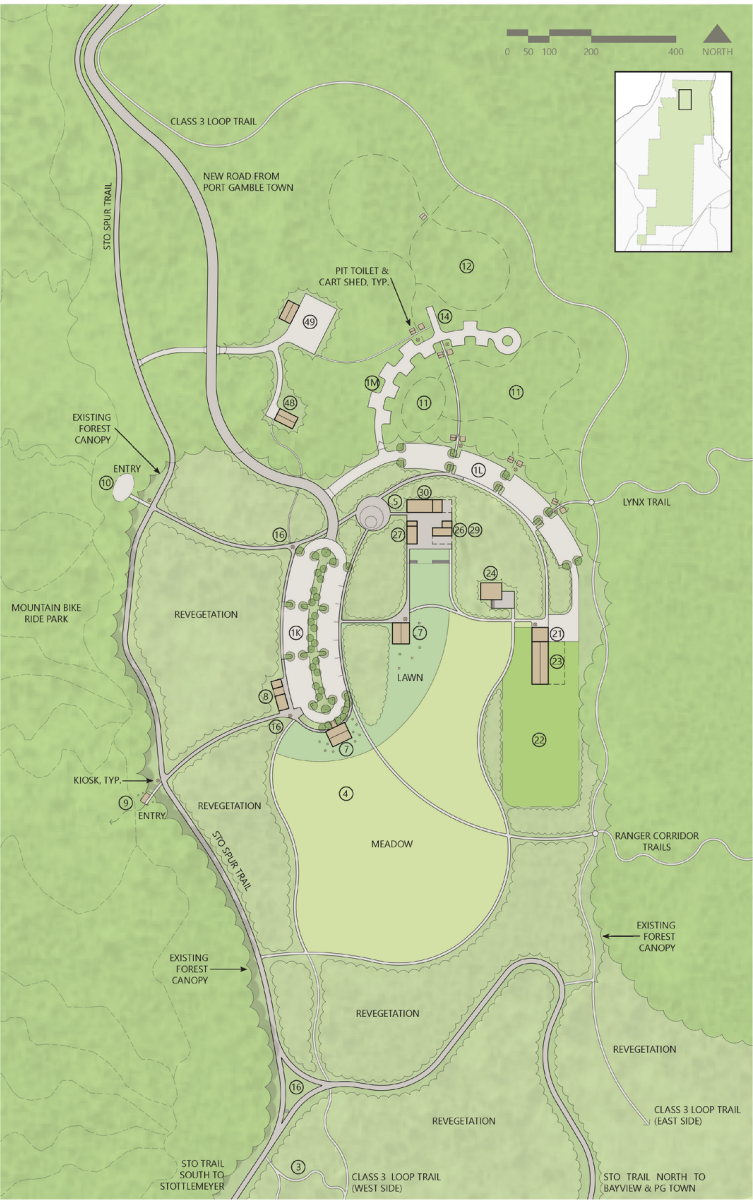 0 50 100 200 400 NORTH
CLASS 3 LOOP TRAIL
NEW ROAD FROM
PORT GAMBLE TOWN
STO SPUR TRAIL
12
PIT TOILET &
CART SHED, TYP.
14
49
1M
48
11
11
EXISTING
FOREST
CANOPY
ENTRY
10
1L
LYNX TRAIL
5
30
27
26
29
16
24
MOUNTAIN BIKE
RIDE PARK
REVEGETATION
1K
7
21
23
LAWN
8
16
7
22
KIOSK, TYP.
9
ENTRY
REVEGETATION
4
MEADOW
STO SPUR TRAIL
RANGER CORRIDOR
TRAILS
EXISTING
FOREST
CANOPY
EXISTING
FOREST
CANOPY
REVEGETATION
REVEGETATION
16
REVEGETATION
CLASS 3 LOOP TRAIL
(EAST SIDE)
3
STO TRAIL
SOUTH TO
STOTTLEMEYER
CLASS 3 LOOP TRAIL
(WEST SIDE)
STO TRAIL NORTH TO
BAYVIEW & PG TOWN